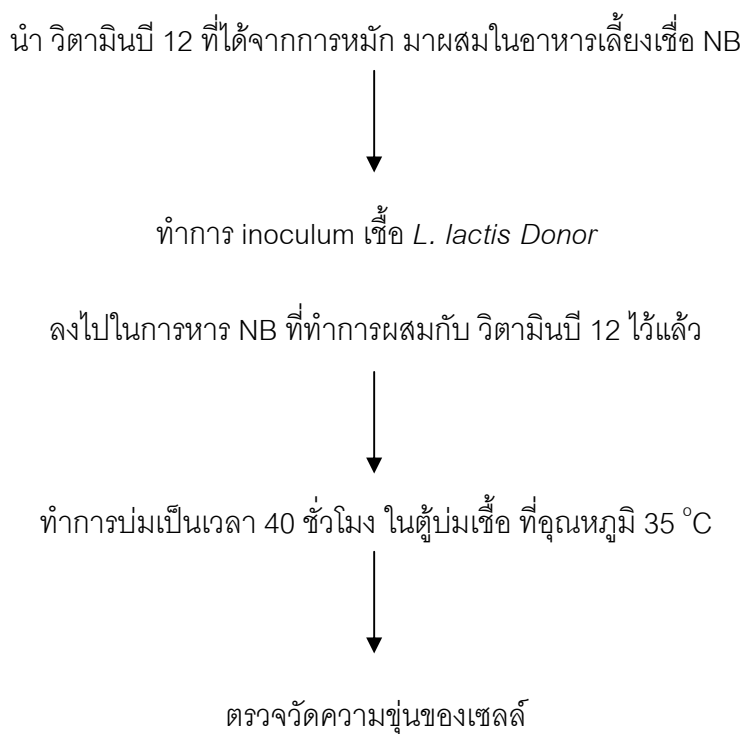 นำ วิตามินบี 12 ที่ได้จากการหมัก มาผสมในอาหารเลี้ยงเชื้อ NB
ทำการ inoculum เชื้อ L. lactis Donor
ลงไปในการหาร NB ที่ทำการผสมกับ วิตามินบี 12 ไว้แล้ว
ทำการบ่มเป็นเวลา 40 ชั่วโมง ในตู้บ่มเชื้อ ที่อุณหภูมิ 35 °C
ตรวจวัดความขุ่นของเซลล์